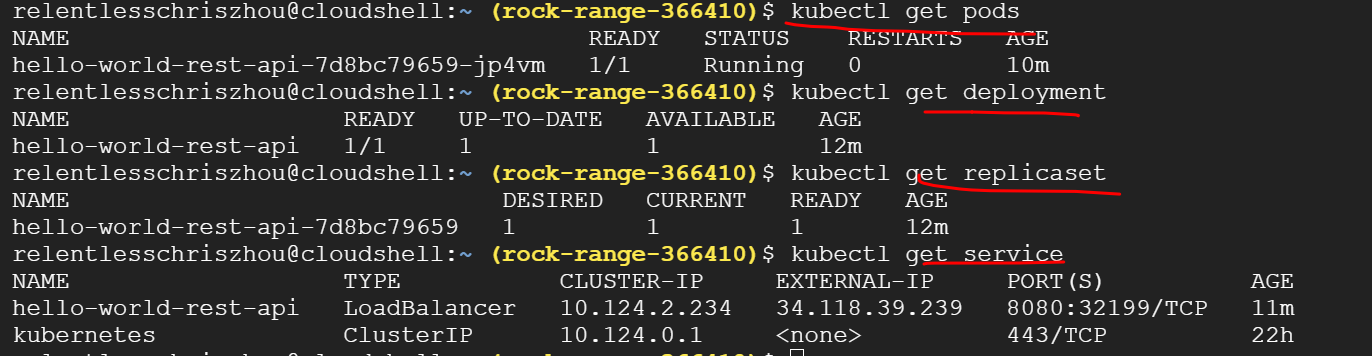 relentlesschriszhou@cloudshell:~ (rock-range-366410)$ kubectl get pods
NAME READY STATUS RESTARTS AGE
hello-world-rest-api-7d8bc79659-jp4vm 1/1 Running 0 10m
relentlesschriszhou@cloudshell:~ (rock-range-366410)$ kubectl get deployment
NAME READY UP-TO-DATE AVAILABLE AGE
hello-world-rest-api 1/1 1 1 12m
relentlesschriszhou@cloudshell:~ (rock-range-366410)$ kubectl get replicaset
NAME DESIRED CURRENT READY AGE
hello-world-rest-api-7d8bc79659 1 1 1 12m
relentlesschriszhou@cloudshell:~ (rock-range-366410)$ kubectl get service
NAME TYPE CLUSTER-IP EXTERNAL-IP PORT(S) AGE
hello-world-rest-api LoadBalancer 10.124.2.234 34.118.39.239 8080:32199/TCP 11m
kubernetes ClusterIP 10.124.0.1 <none> 443/TCP 22h
relentlesschriszhou@cloudshell:~ (rock-range-366410)$